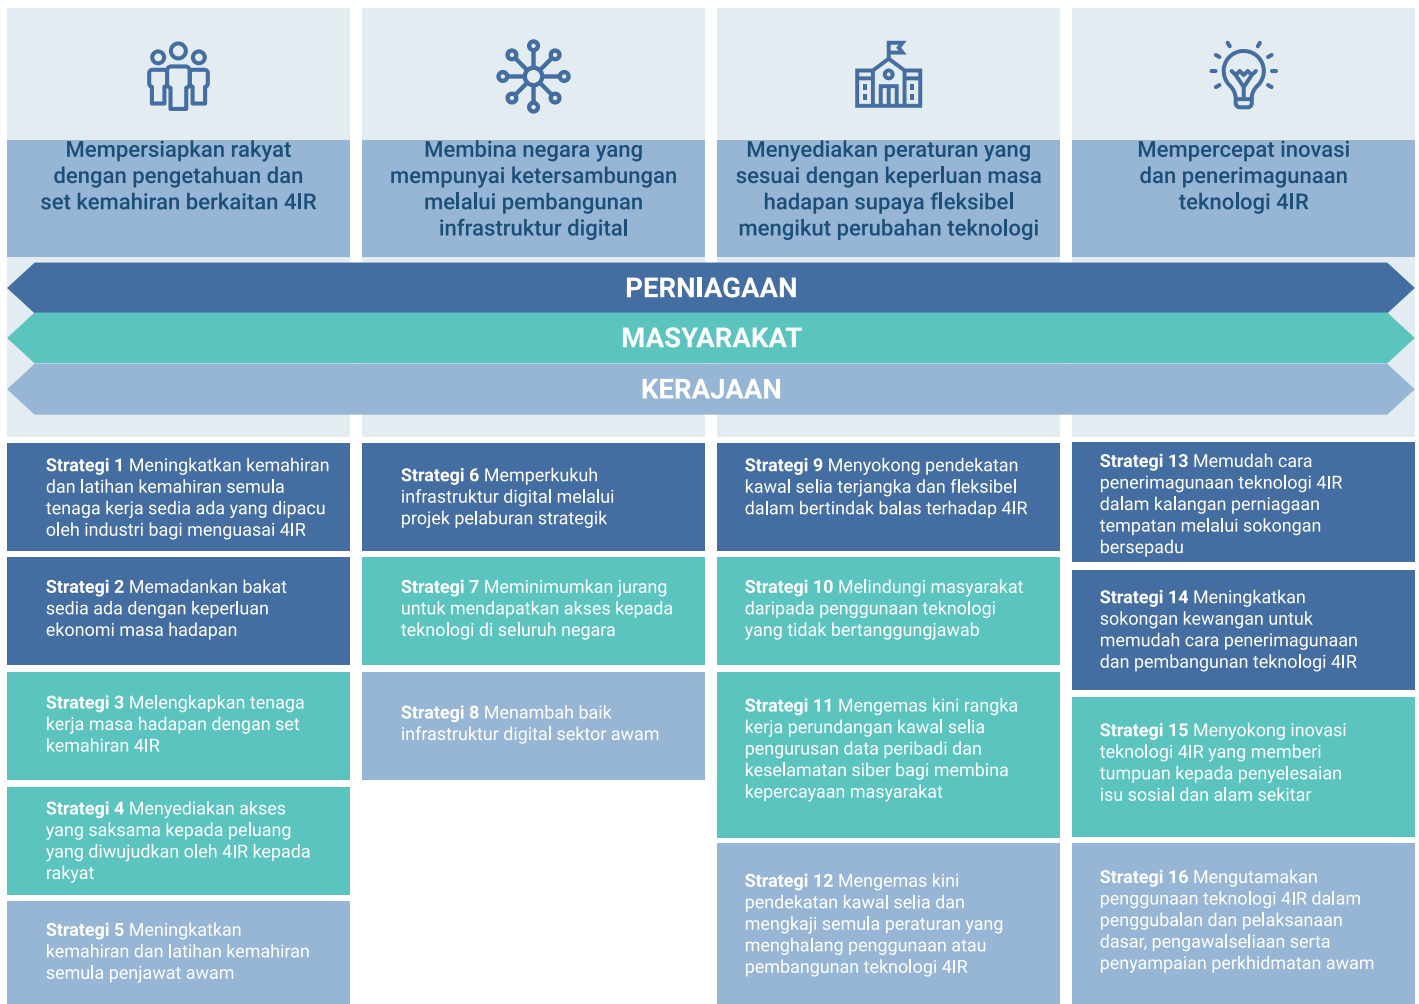 Mempersiapkan rakyat
dengan pengetahuan dan
set kemahiran berkaitan 4IR
Membina negara yang
mempunyai ketersambungan
melalui pembangunan
infrastruktur digital
Menyediakan peraturan yang
sesuai dengan keperluan masa
hadapan supaya fleksibel
mengikut perubahan teknologi
Mempercepat inovasi
dan penerimagunaan
teknologi 4IR
PERNIAGAAN
MASYARAKAT
KERAJAAN
Strategi 1 Meningkatkan kemahiran
dan latihan kemahiran semula
tenaga kerja sedia ada yang dipacu
oleh industri bagi menguasai 4IR
Strategi 2 Memadankan bakat
sedia ada dengan keperluan
ekonomi masa hadapan
Strategi 3 Melengkapkan tenaga
kerja masa hadapan dengan set
kemahiran 4IR
Strategi 4 Menyediakan akses
yang saksama kepada peluang
yang diwujudkan oleh 4IR kepada
rakyat
Strategi 5 Meningkatkan
kemahiran dan latihan kemahiran
semula penjawat awam
Strategi 6 Memperkukuh
infrastruktur digital melalui
projek pelaburan strategik
Strategi 7 Meminimumkan jurang
untuk mendapatkan akses kepada
teknologi di seluruh negara
Strategi 8 Menambah baik
infrastruktur digital sektor awam
Strategi 9 Menyokong pendekatan
kawal selia terjangka dan fleksibel
dalam bertindak balas terhadap 4IR
Strategi 10 Melindungi masyarakat
daripada penggunaan teknologi
yang tidak bertanggungjawab
Strategi 11 Mengemas kini rangka
kerja perundangan kawal selia
pengurusan data peribadi dan
keselamatan siber bagi membina
kepercayaan masyarakat
Strategi 12 Mengemas kini
pendekatan kawal selia dan
mengkaji semula peraturan yang
menghalang penggunaan atau
pembangunan teknologi 4IR
Strategi 13 Memudah cara
penerimagunaan teknologi 4IR
dalam kalangan perniagaan
tempatan melalui sokongan
bersepadu
Strategi 14 Meningkatkan
sokongan kewangan untuk
memudah cara penerimagunaan
dan pembangunan teknologi 4IR
Strategi 15 Menyokong inovasi
teknologi 4IR yang memberi
tumpuan kepada penyelesaian
isu sosial dan alam sekitar
Strategi 16 Mengutamakan
penggunaan teknologi 4IR dalam
penggubalan dan pelaksanaan
dasar, pengawalseliaan serta
penyampaian perkhidmatan awam